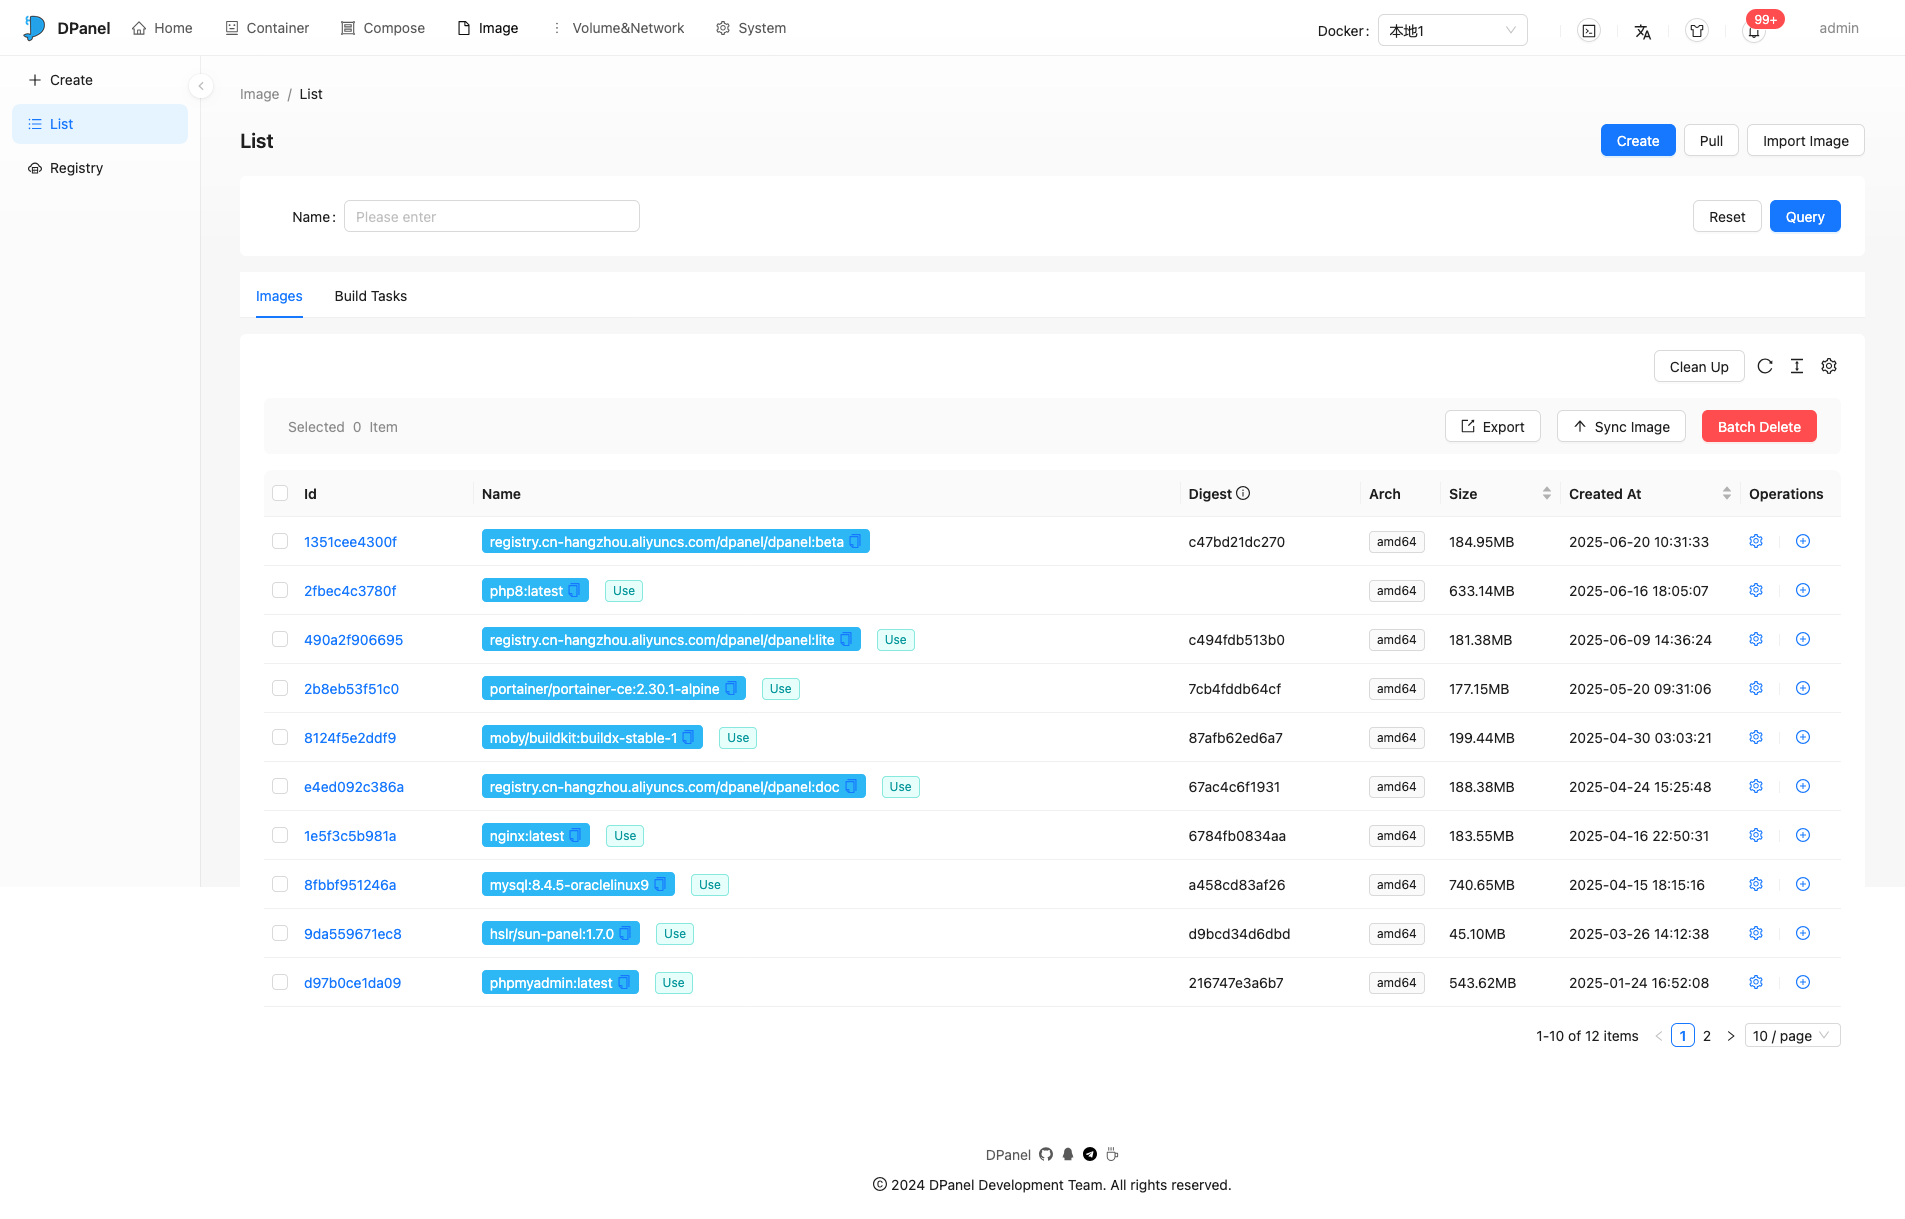 DPanel Home Container Compose Image Volume&Network System Docker: 本地1 99+ admin
Create
List
Registry
Image / List
List Create Pull Import Image
Name: Please enter Reset Query
Images Build Tasks
Clean Up
Selected 0 Item Export Sync Image Batch Delete
Id Name Digest Arch Size Created At Operations
1351cee4300f registry.cn-hangzhou.aliyuncs.com/dpanel/dpanel:beta c47bd21dc270 amd64 184.95MB 2025-06-20 10:31:33
2fbec4c3780f php8:latest Use amd64 633.14MB 2025-06-16 18:05:07
490a2f906695 registry.cn-hangzhou.aliyuncs.com/dpanel/dpanel:lite Use c494fdb513b0 amd64 181.38MB 2025-06-09 14:36:24
2b8eb53f51c0 portainer/portainer-ce:2.30.1-alpine Use 7cb4fddb64cf amd64 177.15MB 2025-05-20 09:31:06
8124f5e2ddf9 moby/buildkit:buildx-stable-1 Use 87afb62ed6a7 amd64 199.44MB 2025-04-30 03:03:21
e4ed092c386a registry.cn-hangzhou.aliyuncs.com/dpanel/dpanel:doc Use 67ac4c6f1931 amd64 188.38MB 2025-04-24 15:25:48
1e5f3c5b981a nginx:latest Use 6784fb0834aa amd64 183.55MB 2025-04-16 22:50:31
8fbbf951246a mysql:8.4.5-oraclelinux9 Use a458cd83af26 amd64 740.65MB 2025-04-15 18:15:16
9da559671ec8 hslr/sun-panel:1.7.0 Use d9bcd34d6dbd amd64 45.10MB 2025-03-26 14:12:38
d97b0ce1da09 phpmyadmin:latest Use 216747e3a6b7 amd64 543.62MB 2025-01-24 16:52:08
1-10 of 12 items < 1 2 > 10 / page
DPanel
© 2024 DPanel Development Team. All rights reserved.